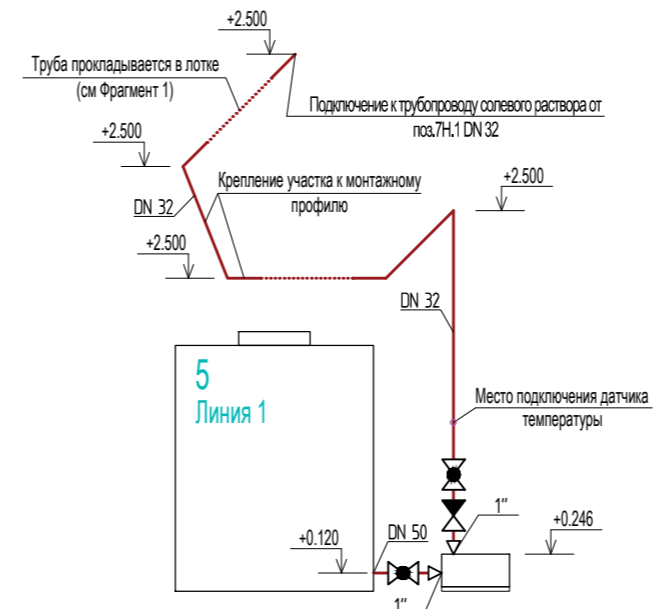 +2.500
Труба прокладывается в лотке
(см Фрагмент 1)
Подключение к трубопроводу солевого раствора от
поз.7Н.1 DN 32
+2.500
Крепление участка к монтажному
профилю
+2.500
DN 32
+2.500
DN 32
5
Линия 1
Место подключения датчика
температуры
1"
+0.246
+0.120
DN 50
1"